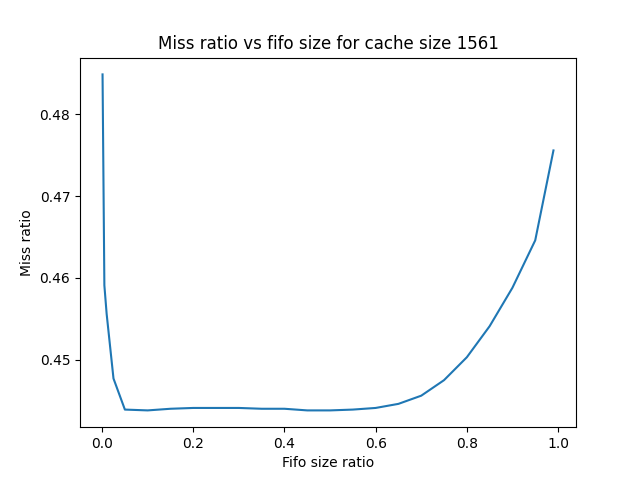 Miss ratio vs fifo size for cache size 1561
0.48
0.47
0.46
0.45
Miss ratio
0.0 0.2 0.4 0.6 0.8 1.0
Fifo size ratio